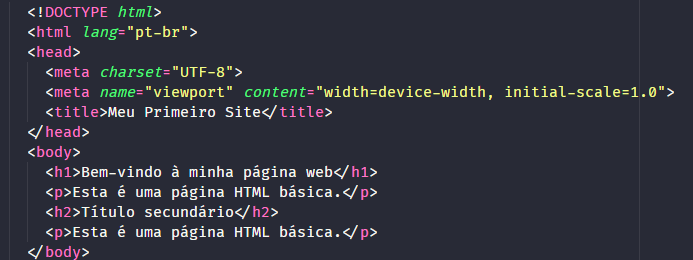 <!DOCTYPE html>
<html lang="pt-br">
<head>
<meta charset="UTF-8">
<meta name="viewport" content="width=device-width, initial-scale=1.0">
<title>Meu Primeiro Site</title>
</head>
<body>
<h1>Bem-vindo à minha página web</h1>
<p>Esta é uma página HTML básica.</p>
<h2>Título secundário</h2>
<p>Esta é uma página HTML básica.</p>
</body>